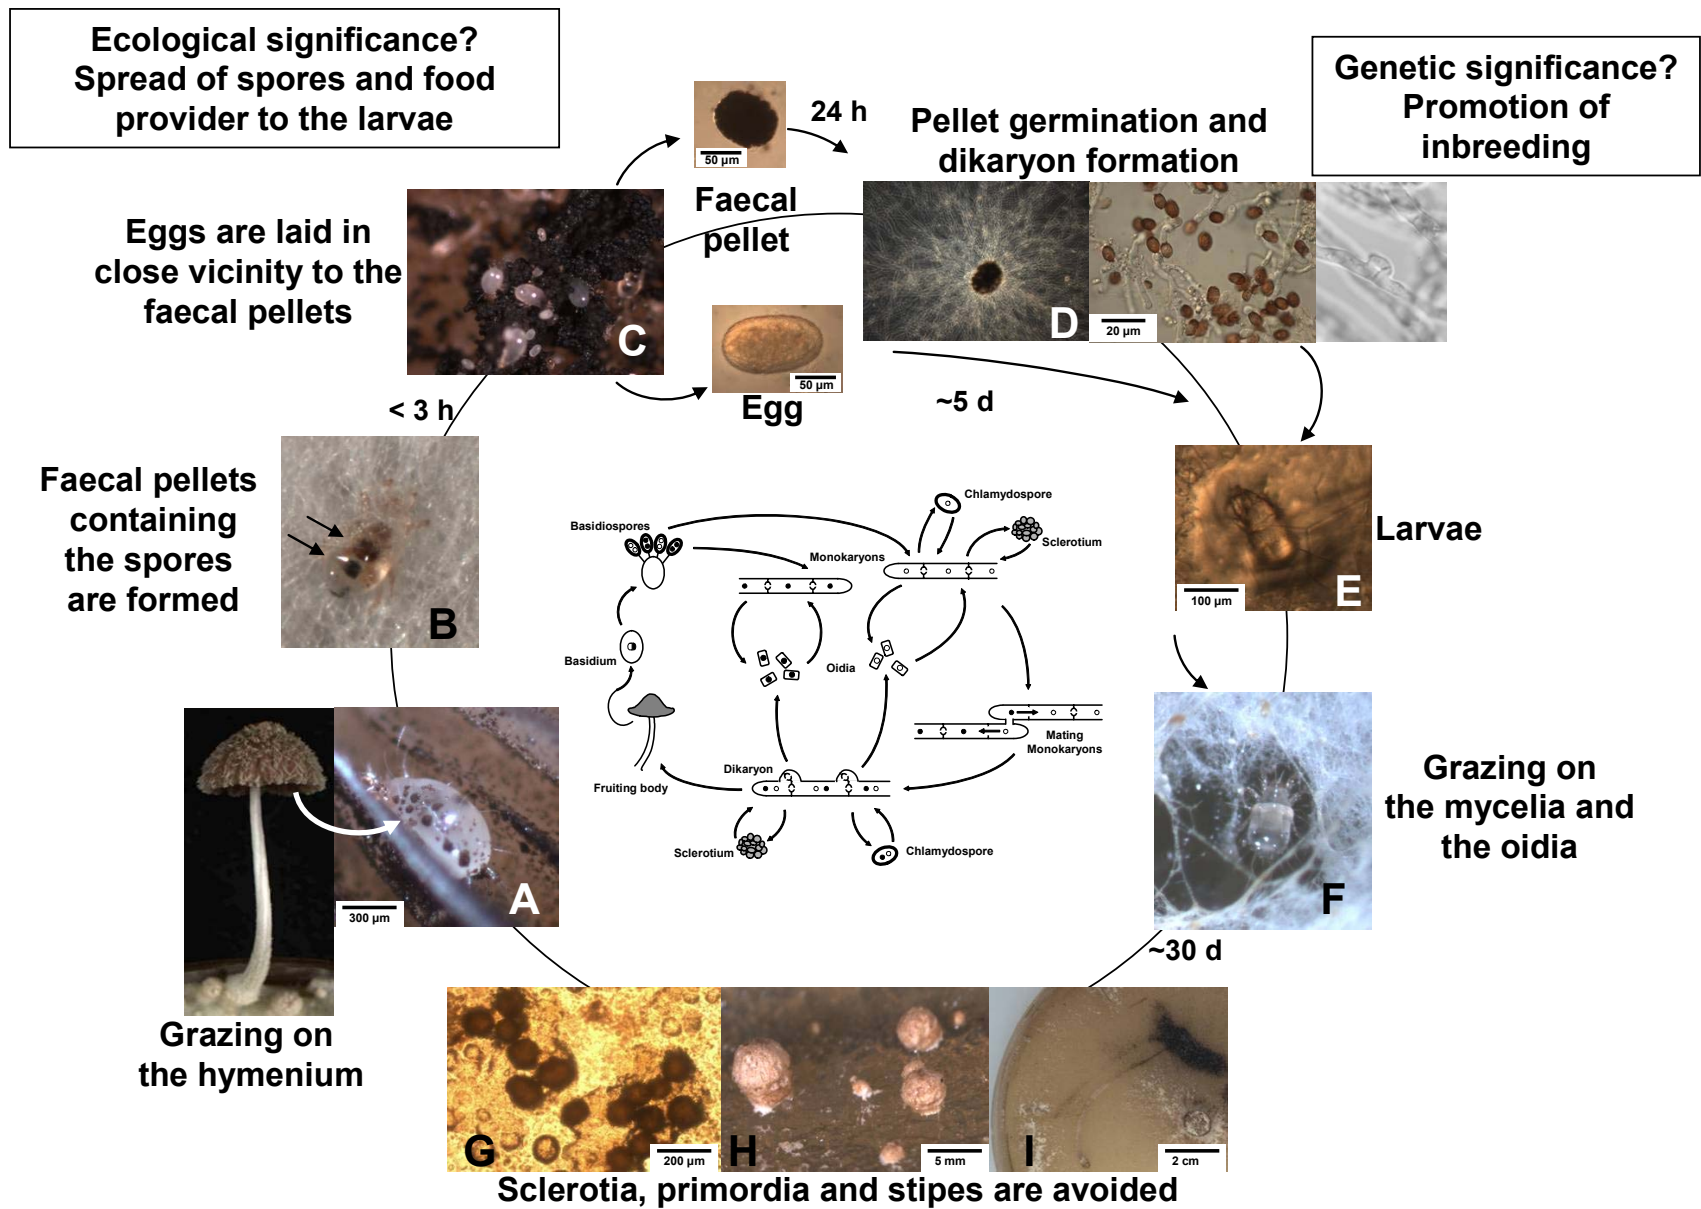 Ecological significance?
Spread of spores and food
provider to the larvae
Genetic significance?
Promotion of
inbreeding
24 h
50 µm
Faecal
pellet
Pellet germination and
dikaryon formation
D
20 µm
Eggs are laid in
close vicinity to the
faecal pellets
C
50 µm
Egg
< 3 h
~5 d
Faecal pellets
containing
the spores
are formed
B
100 µm
E
Larvae
Chlamydospore
Basidiospores
Sclerotium
Monokaryons
Basidium
Oidia
Mating
Monokaryons
Dikaryon
Fruiting body
Sclerotium
Chlamydospore
300 µm
A
Grazing on
the hymenium
F
Grazing on
the mycelia and
the oidia
~30 d
G
200 µm
H
5 mm
I
2 cm
Sclerotia, primordia and stipes are avoided